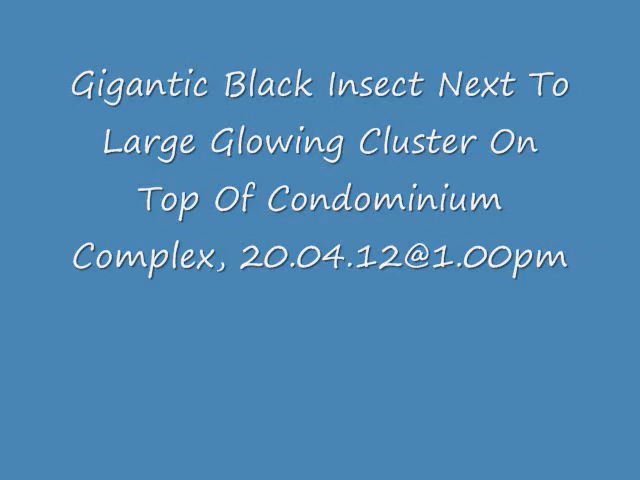 Gigantic Black Insect Next To
Large Glowing Cluster On
Top Of Condominium
Complex, 20.04.12@1.00pm